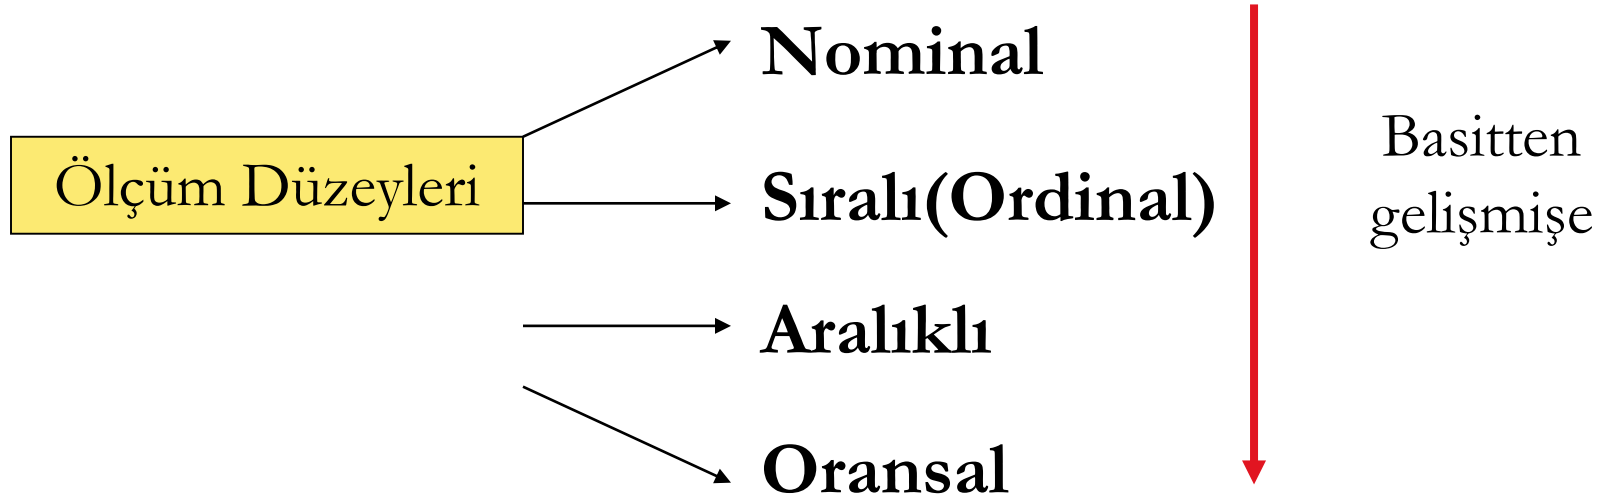 Ölçüm Düzeyleri
Nominal
Sıralı(Ordinal)
Aralıklı
Oransal
Basitten
gelişmişe